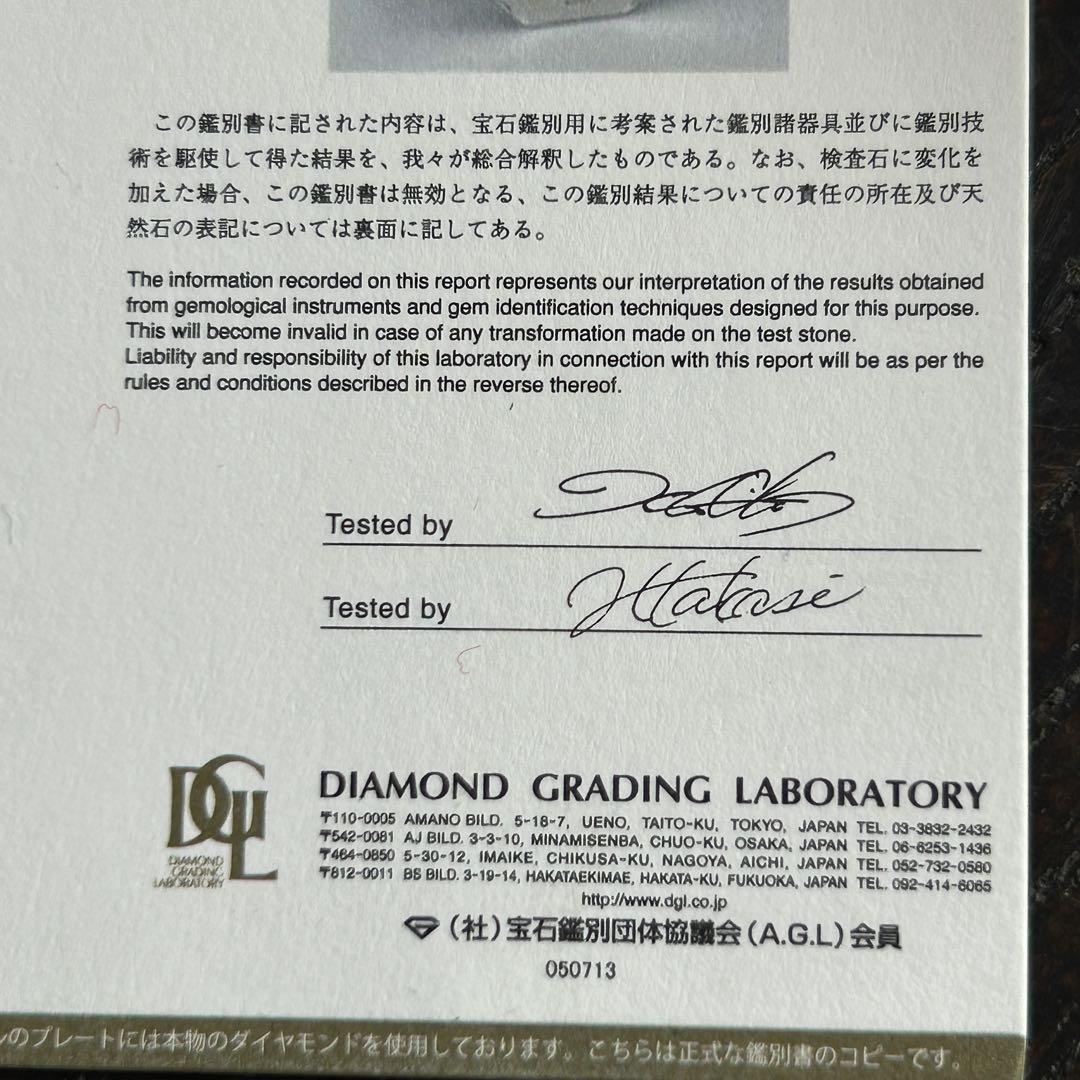 この鑑別書に記された内容は、宝石鑑別用に考案された鑑別諸器具並びに鑑別技
術を駆使して得た結果を、我々が総合解釈したものである。なお、検査石に変化を
加えた場合、この鑑別書は無効となる、この鑑別結果についての責任の所在及び天
然石の表記については裏面に記してある。
The information recorded on this report represents our interpretation of the results obtained
from gemological instruments and gem identification techniques designed for this purpose.
This will become invalid in case of any transformation made on the test stone.
Liability and responsibility of this laboratory in connection with this report will be as per the
rules and conditions described in the reverse thereof.
Tested by
Tested by
DGL
DIAMOND
GRADING
LABORATORY
DIAMOND GRADING LABORATORY
〒110-0005 AMANO BILD. 5-18-7, UENO, TAITO-KU, TOKYO, JAPAN TEL. 03-3832-2432
〒542-0081 AJ BILD. 3-3-10, MINAMISENBA, CHUO-KU, OSAKA, JAPAN TEL. 06-6253-1436
〒464-0850 5-30-12, IMAIKE, CHIKUSA-KU, NAGOYA, AICHI, JAPAN TEL. 052-732-0580
〒812-0011 BS BILD. 3-19-14, HAKATAEKIMAE, HAKATA-KU, FUKUOKA, JAPAN TEL. 092-414-6065
http://www.dgl.co.jp
(社)宝石鑑別団体協議会(A.G.L)会員
050713
のプレートには本物のダイヤモンドを使用しております。こちらは正式な鑑別書のコピーです。